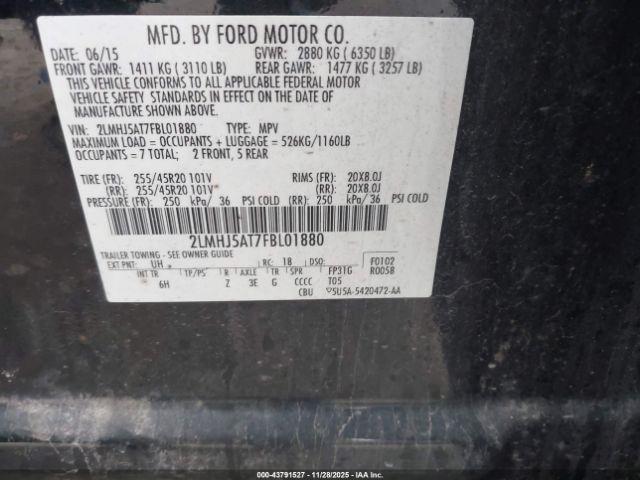 MFD. BY FORD MOTOR CO.
DATE: 06/15 GVWR: 2880 KG ( 6350 LB)
FRONT GAWR: 1411 KG ( 3110 LB) REAR GAWR: 1477 KG ( 3257 LB)
THIS VEHICLE CONFORMS TO ALL APPLICABLE FEDERAL MOTOR
VEHICLE SAFETY STANDARDS IN EFFECT ON THE DATE OF
MANUFACTURE SHOWN ABOVE.
VIN: 2LMHJ5AT7FBL01880 TYPE: MPV
MAXIMUM LOAD = OCCUPANTS + LUGGAGE = 526KG/1160LB
OCCUPANTS = 7 TOTAL; 2 FRONT, 5 REAR
TIRE (FR): 255/45R20 101V RIMS (FR): 20X8.0J
(RR): 255/45R20 101V (RR): 20X8.0J
PRESSURE (FR): 250 kPa/ 36 PSI COLD (RR): 250 kPa/ 36 PSI COLD
2LMHJ5AT7FBL01880
TRAILER TOWING - SEE OWNER GUIDE
EXT PNT: UH RC: 18 DSO: F0102
INT TR TP/PS R AXLE TR SPR FP31G R0058
6H Z 3E G CCCC T05
CBU 5U5A-5420472-AA
000-43791527 | 11/28/2025 | IAA Inc.